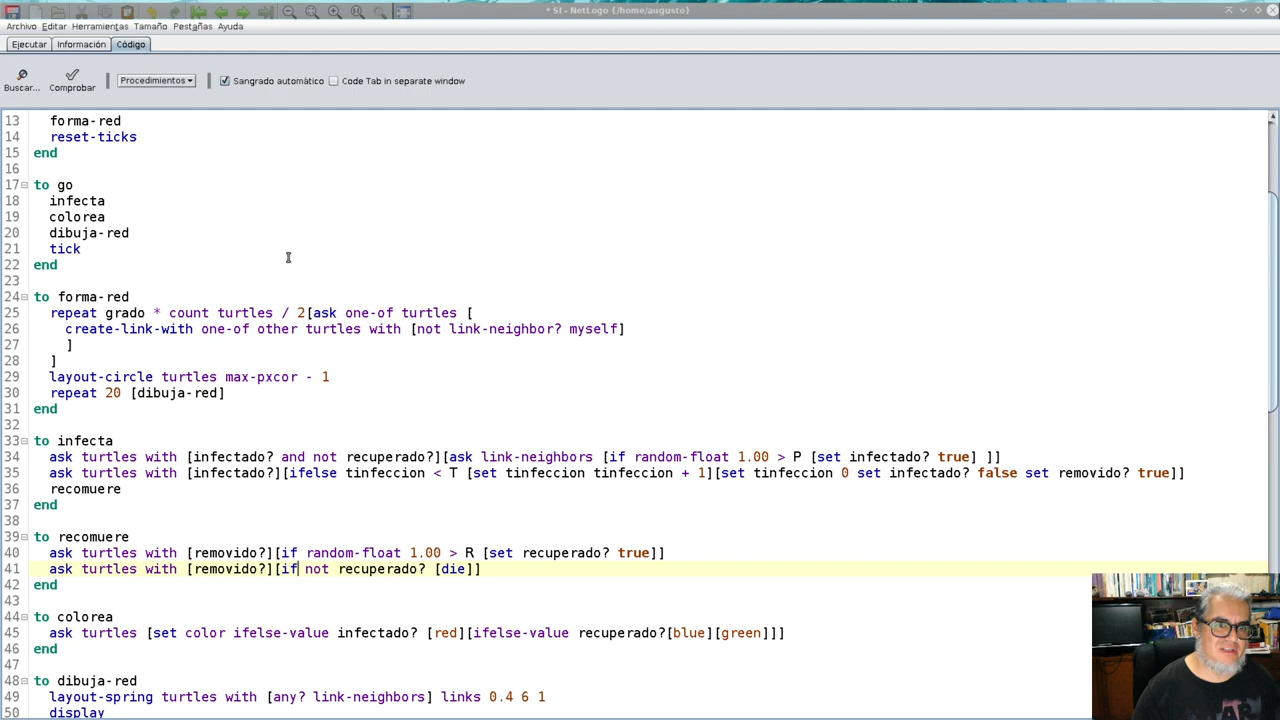 * SI - NetLogo {/home/augusto}
Archivo Editar Herramientas Tamaño Pestañas Ayuda
Ejecutar Información Código
Buscar... Comprobar Procedimientos Sangrado automático Code Tab in separate window
13 forma-red
14 reset-ticks
15 end
16
17 to go
18 infecta
19 colorea
20 dibuja-red
21 tick
22 end
23
24 to forma-red
25 repeat grado * count turtles / 2[ask one-of turtles [
26 create-link-with one-of other turtles with [not link-neighbor? myself]
27 ]
28 ]
29 layout-circle turtles max-pxcor - 1
30 repeat 20 [dibuja-red]
31 end
32
33 to infecta
34 ask turtles with [infectado? and not recuperado?][ask link-neighbors [if random-float 1.00 > P [set infectado? true] ]]
35 ask turtles with [infectado?][ifelse tinfeccion < T [set tinfeccion tinfeccion + 1][set tinfeccion 0 set infectado? false set removido? true]]
36 recomuere
37 end
38
39 to recomuere
40 ask turtles with [removido?][if random-float 1.00 > R [set recuperado? true]]
41 ask turtles with [removido?][if not recuperado? [die]]
42 end
43
44 to colorea
45 ask turtles [set color ifelse-value infectado? [red][ifelse-value recuperado?[blue][green]]]
46 end
47
48 to dibuja-red
49 layout-spring turtles with [any? link-neighbors] links 0.4 6 1
50 display